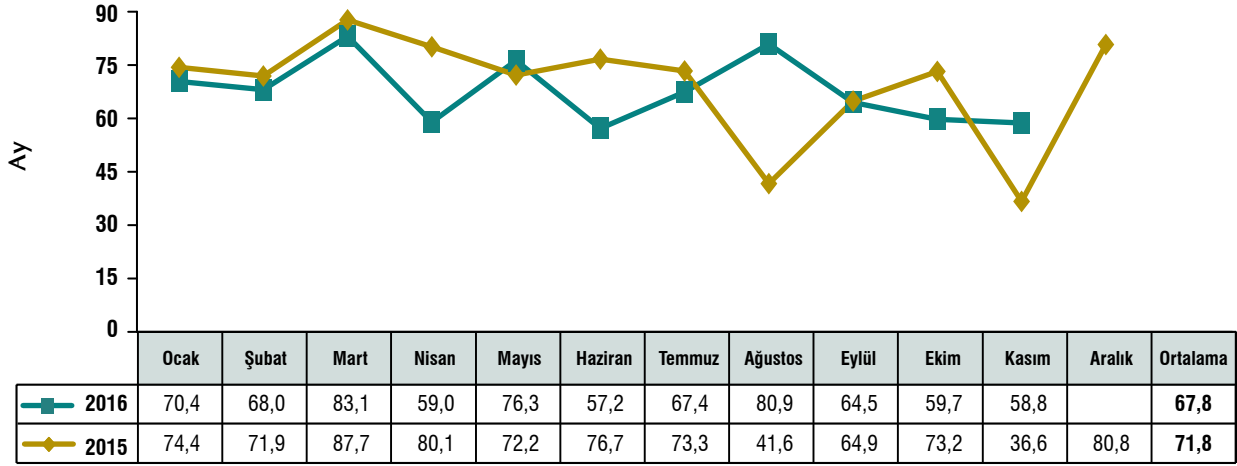 90
75
60
45
30
15
0
Ay
Ocak Şubat Mart Nisan Mayıs Haziran Temmuz Ağustos Eylül Ekim Kasım Aralık Ortalama
2016 70,4 68,0 83,1 59,0 76,3 57,2 67,4 80,9 64,5 59,7 58,8 67,8
2015 74,4 71,9 87,7 80,1 72,2 76,7 73,3 41,6 64,9 73,2 36,6 80,8 71,8